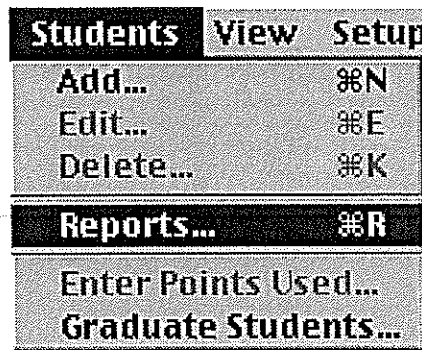 Students View Setup
Add... ⌘N
Edit... ⌘E
Delete... ⌘K
Reports... ⌘R
Enter Points Used...
Graduate Students...